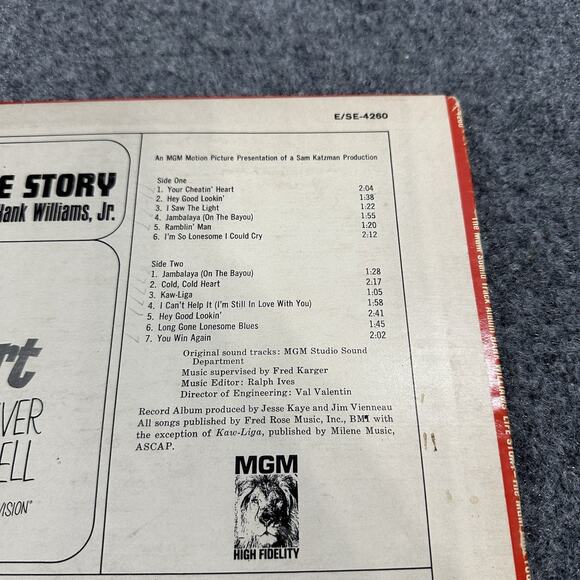 E/SE-4260
E STORY
Hank Williams, Jr.
rt
VER
ELL
VISION"
An MGM Motion Picture Presentation of a Sam Katzman Production
Side One
1. Your Cheatin' Heart 2:04
2. Hey Good Lookin' 1:38
3. I Saw The Light 1:22
4. Jambalaya (On The Bayou) 1:55
5. Ramblin' Man 1:20
6. I'm So Lonesome I Could Cry 2:12
Side Two
1. Jambalaya (On The Bayou) 1:28
2. Cold, Cold Heart 2:17
3. Kaw-Liga 1:05
4. I Can't Help It (I'm Still In Love With You) 1:58
5. Hey Good Lookin' 2:41
6. Long Gone Lonesome Blues 1:45
7. You Win Again 2:02
Original sound tracks: MGM Studio Sound
Department
Music supervised by Fred Karger
Music Editor: Ralph Ives
Director of Engineering: Val Valentin
Record Album produced by Jesse Kaye and Jim Vienneau
All songs published by Fred Rose Music, Inc., BMI with
the exception of Kaw-Liga, published by Milene Music,
ASCAP.
MGM
HIGH FIDELITY